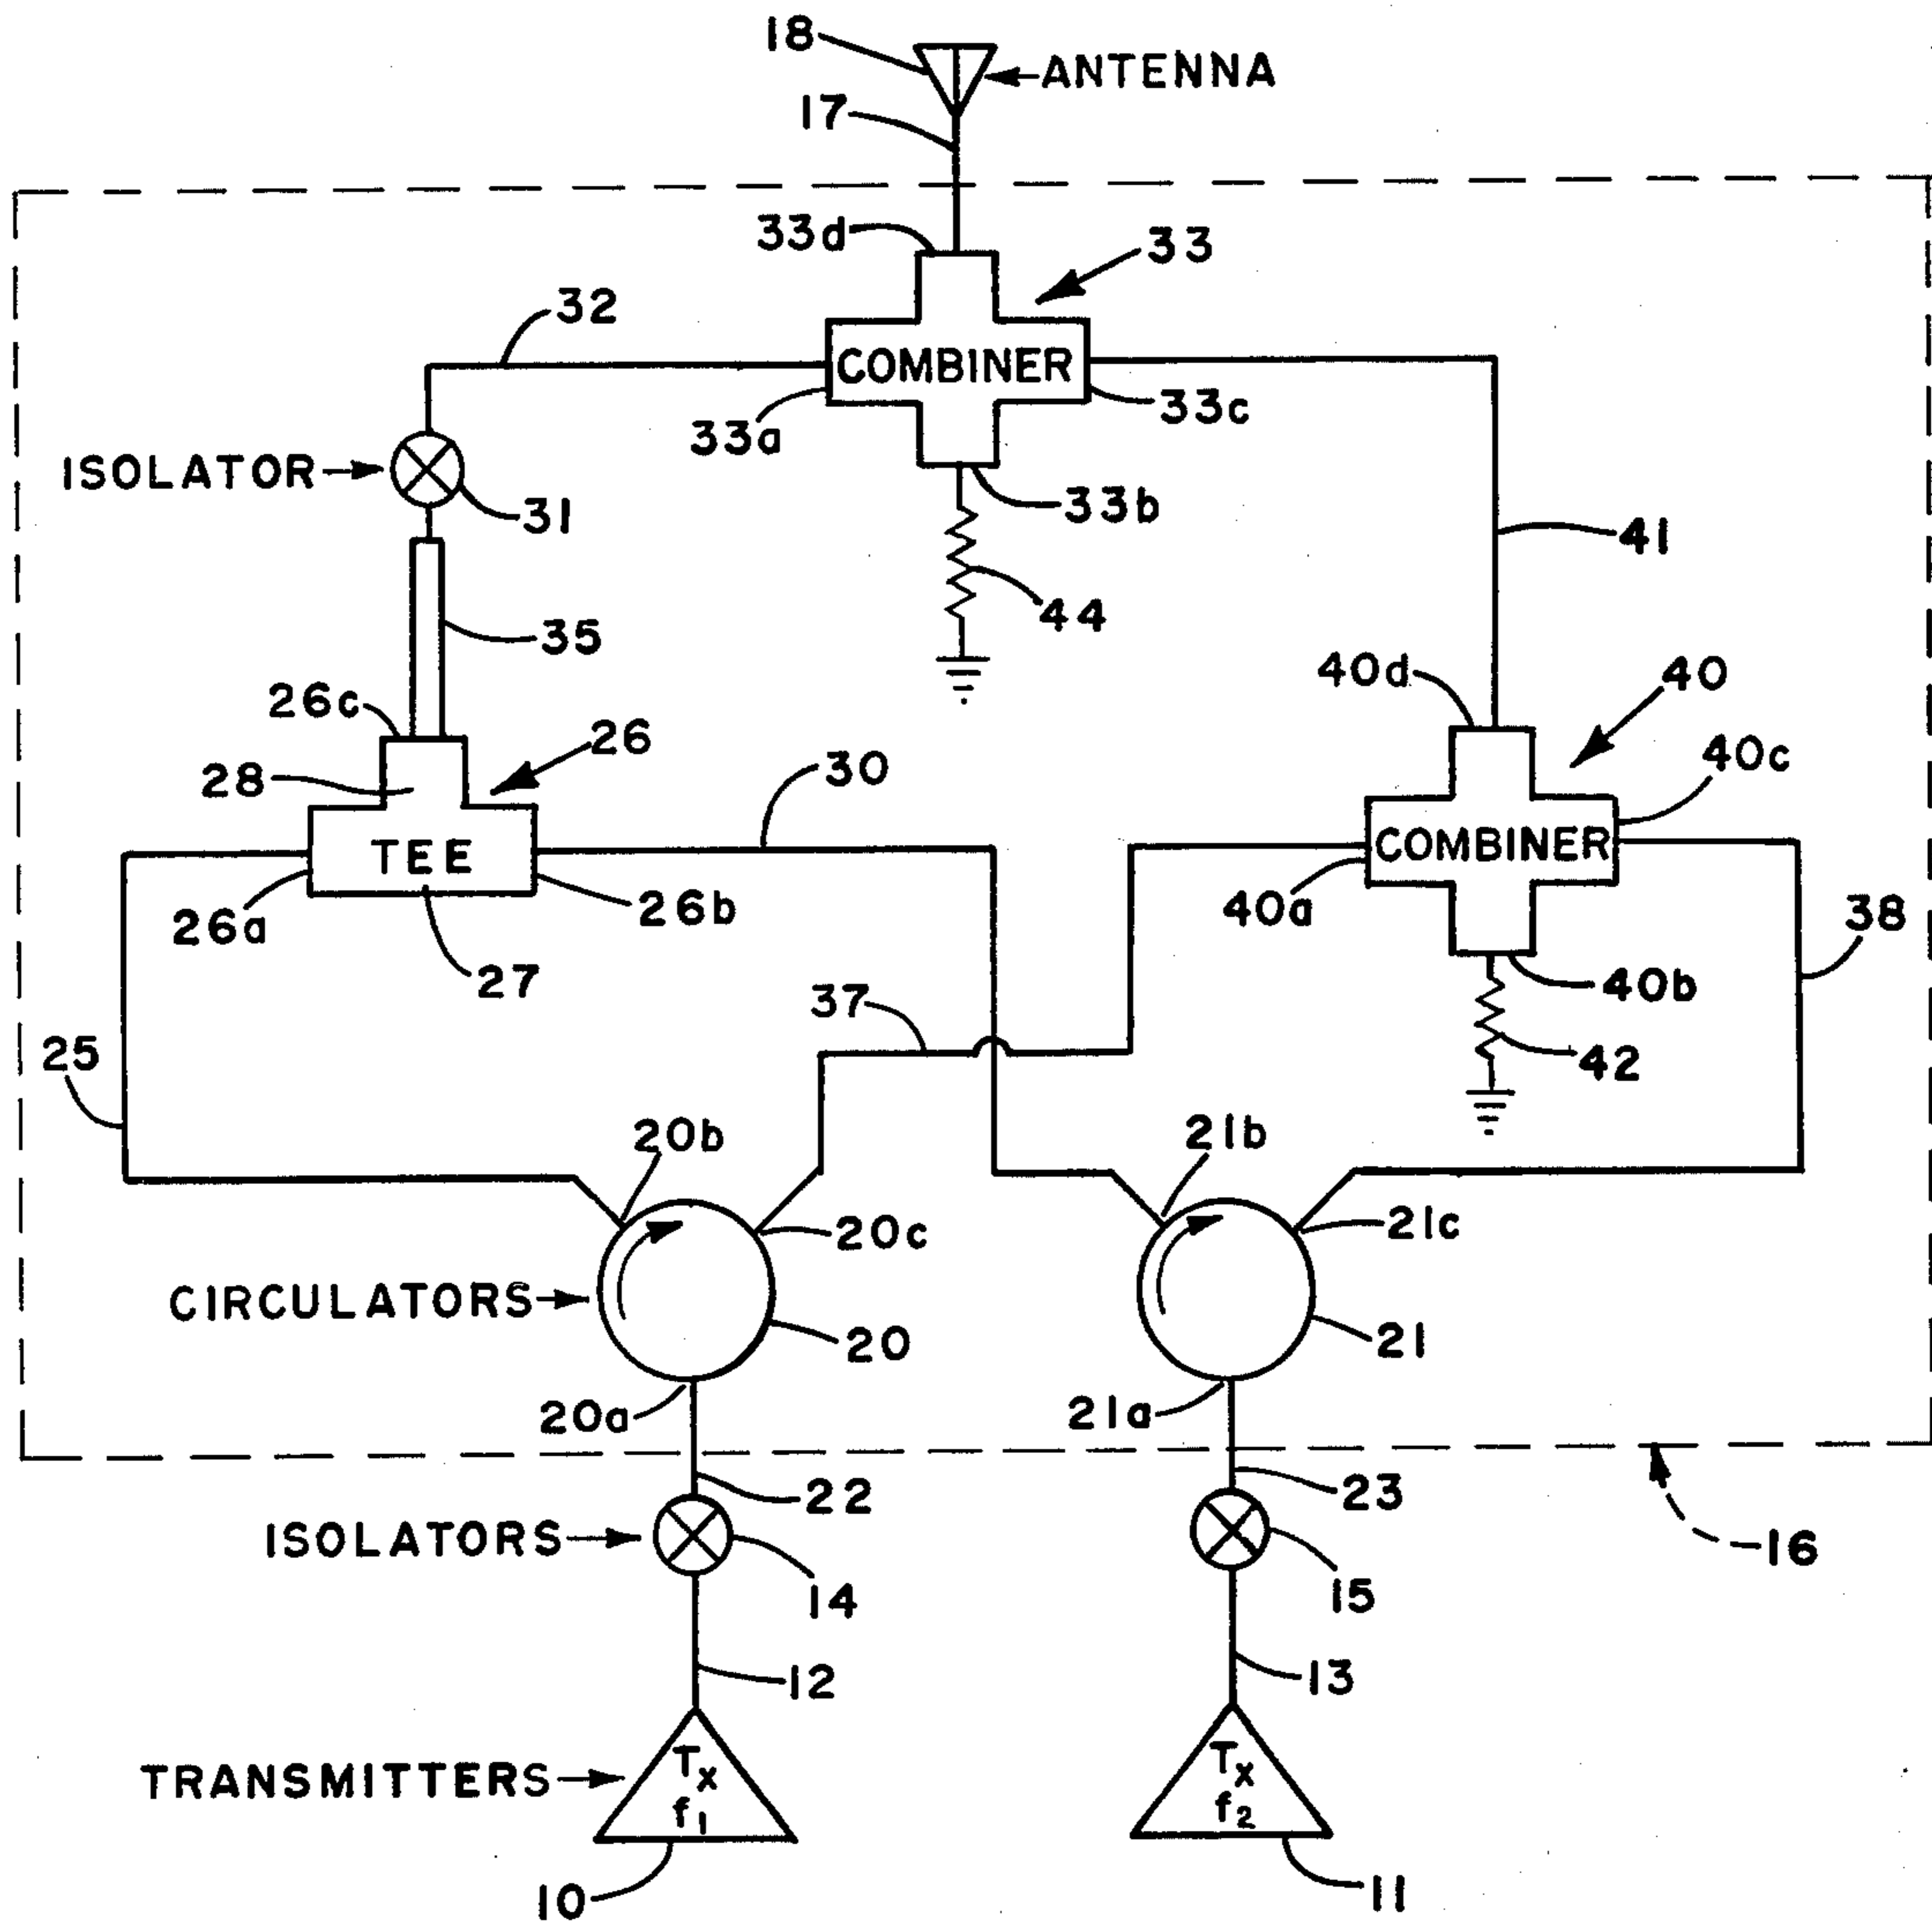 18
ANTENNA
17
33d
33
32
COMBINER
33a
33c
ISOLATOR
31
33b
41
44
35
40d
40
26c
26
40c
28
30
TEE
COMBINER
26a
26b
40a
38
27
37
40b
25
42
20b
21b
20c
21c
CIRCULATORS
20
21
20a
21a
22
23
ISOLATORS
16
14
15
12
13
TRANSMITTERS
Tx
f1
Tx
f2
10
11